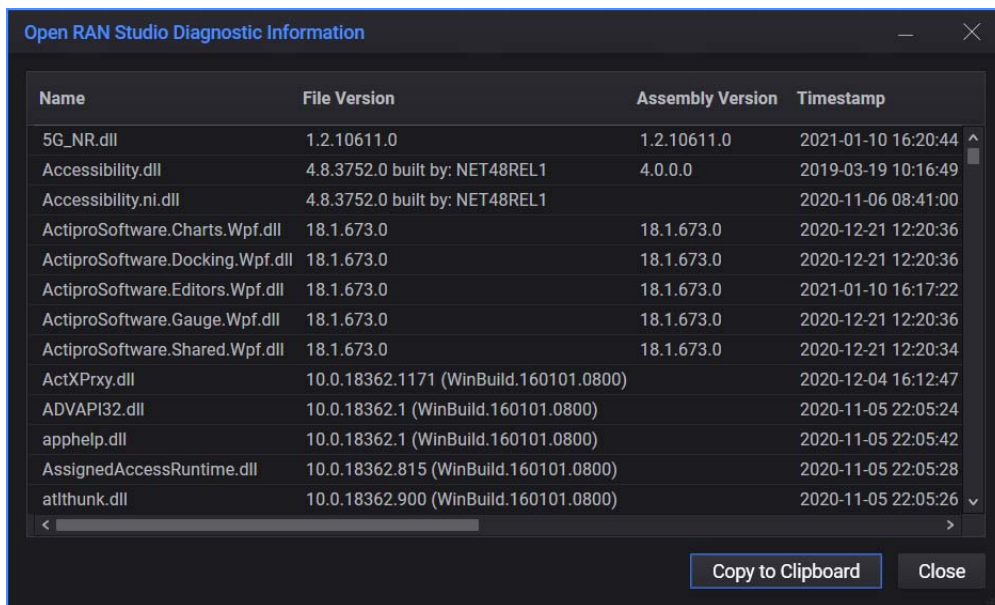 Open RAN Studio Diagnostic Information
Name File Version Assembly Version Timestamp
5G_NR.dll 1.2.10611.0 1.2.10611.0 2021-01-10 16:20:44
Accessibility.dll 4.8.3752.0 built by: NET48REL1 4.0.0.0 2019-03-19 10:16:49
Accessibility.ni.dll 4.8.3752.0 built by: NET48REL1 2020-11-06 08:41:00
ActiproSoftware.Charts.Wpf.dll 18.1.673.0 18.1.673.0 2020-12-21 12:20:36
ActiproSoftware.Docking.Wpf.dll 18.1.673.0 18.1.673.0 2020-12-21 12:20:36
ActiproSoftware.Editors.Wpf.dll 18.1.673.0 18.1.673.0 2021-01-10 16:17:22
ActiproSoftware.Gauge.Wpf.dll 18.1.673.0 18.1.673.0 2020-12-21 12:20:36
ActiproSoftware.Shared.Wpf.dll 18.1.673.0 18.1.673.0 2020-12-21 12:20:34
ActXPrxy.dll 10.0.18362.1171 (WinBuild.160101.0800) 2020-12-04 16:12:47
ADVAPI32.dll 10.0.18362.1 (WinBuild.160101.0800) 2020-11-05 22:05:24
apphelp.dll 10.0.18362.1 (WinBuild.160101.0800) 2020-11-05 22:05:42
AssignedAccessRuntime.dll 10.0.18362.815 (WinBuild.160101.0800) 2020-11-05 22:05:28
atlthunk.dll 10.0.18362.900 (WinBuild.160101.0800) 2020-11-05 22:05:26
Copy to Clipboard Close